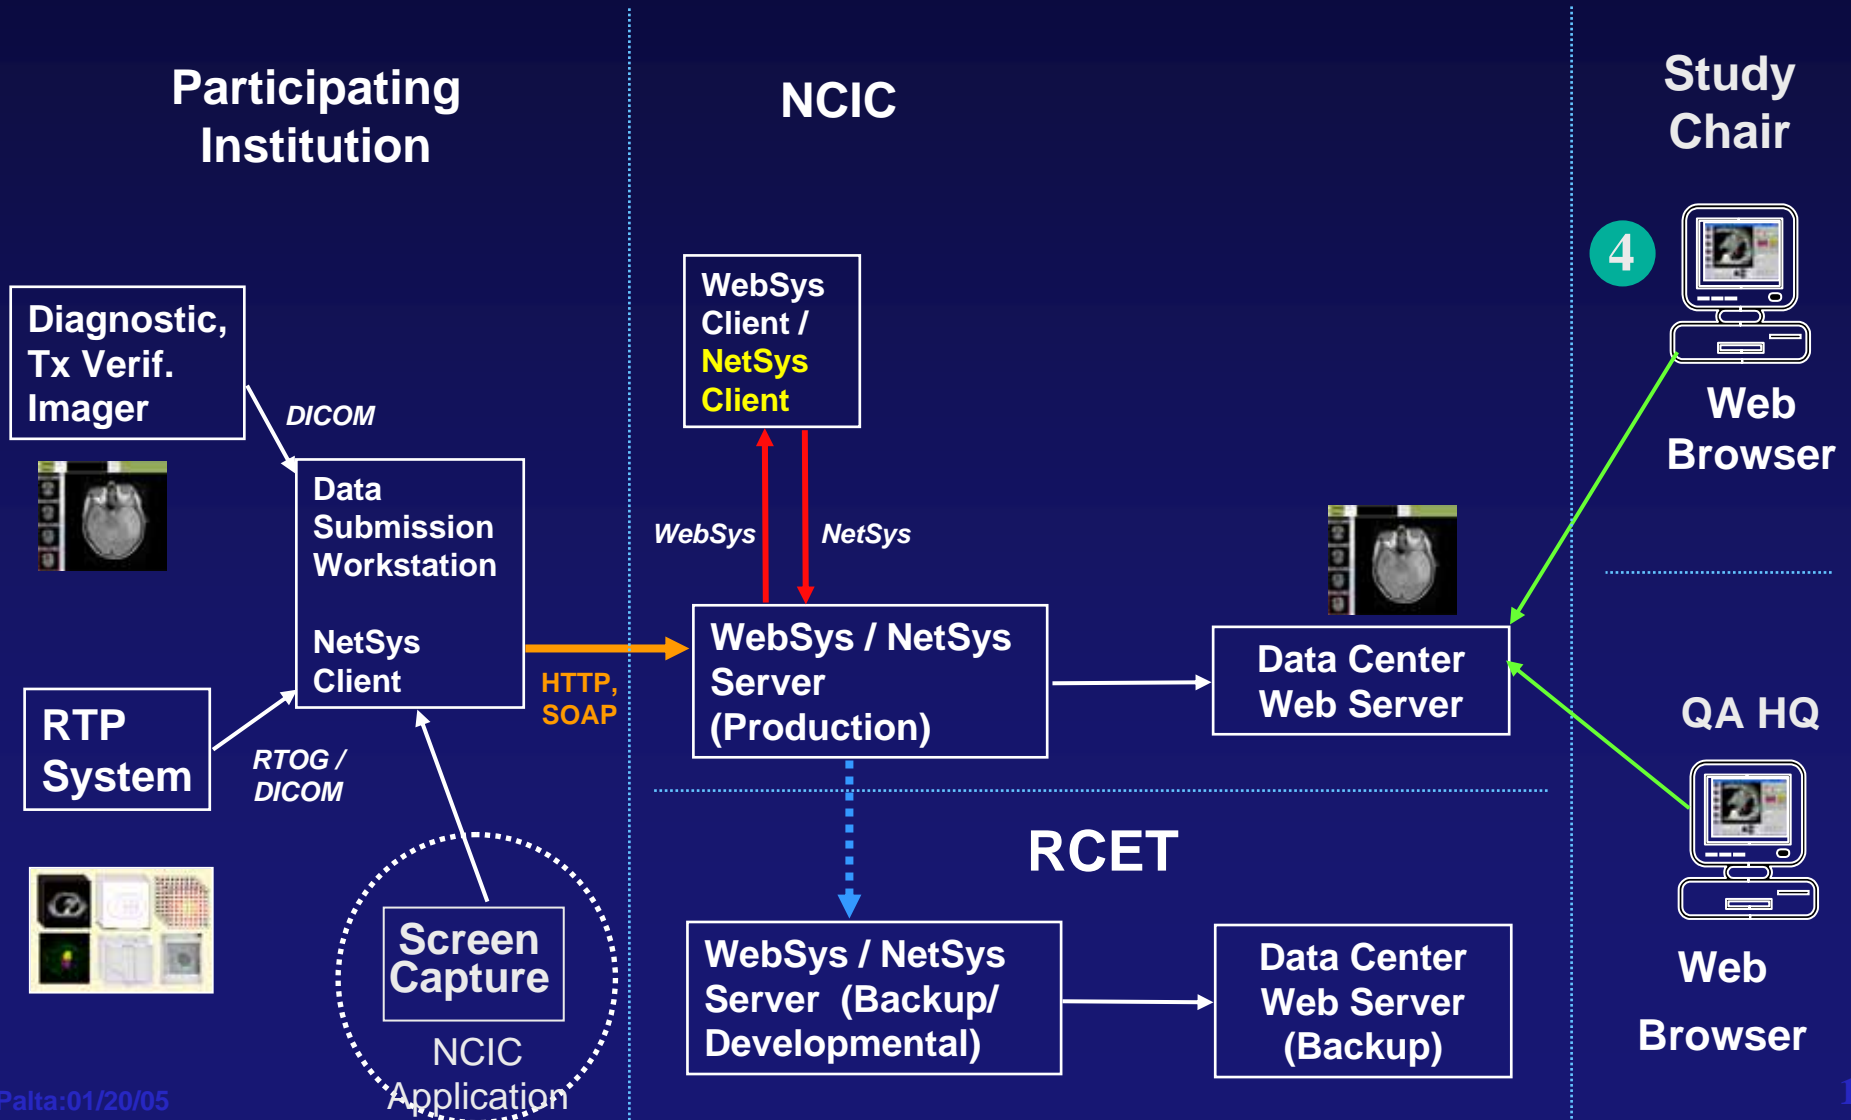 Participating
Institution
NCIC
Study
Chair
4
Web
Browser
Diagnostic,
Tx Verif.
Imager
DICOM
Data
Submission
Workstation
NetSys
Client
RTP
System
RTOG /
DICOM
HTTP,
SOAP
Screen
Capture
NCIC
Application
WebSys
Client /
NetSys
Client
WebSys
NetSys
WebSys / NetSys
Server
(Production)
Data Center
Web Server
RCET
WebSys / NetSys
Server (Backup/
Developmental)
Data Center
Web Server
(Backup)
QA HQ
Web
Browser
Palta:01/20/05
1